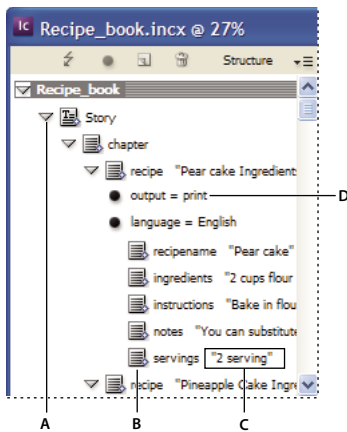 Ic Recipe_book.incx @ 27%
Structure
Recipe_book
Story
chapter
recipe "Pear cake Ingredient
output = print D
language = English
recipename "Pear cake"
ingredients "2 cups flour
instructions "Bake in flou
notes "You can substitute
servings "2 serving"
recipe "Pineapple Cake Ingre
A B C